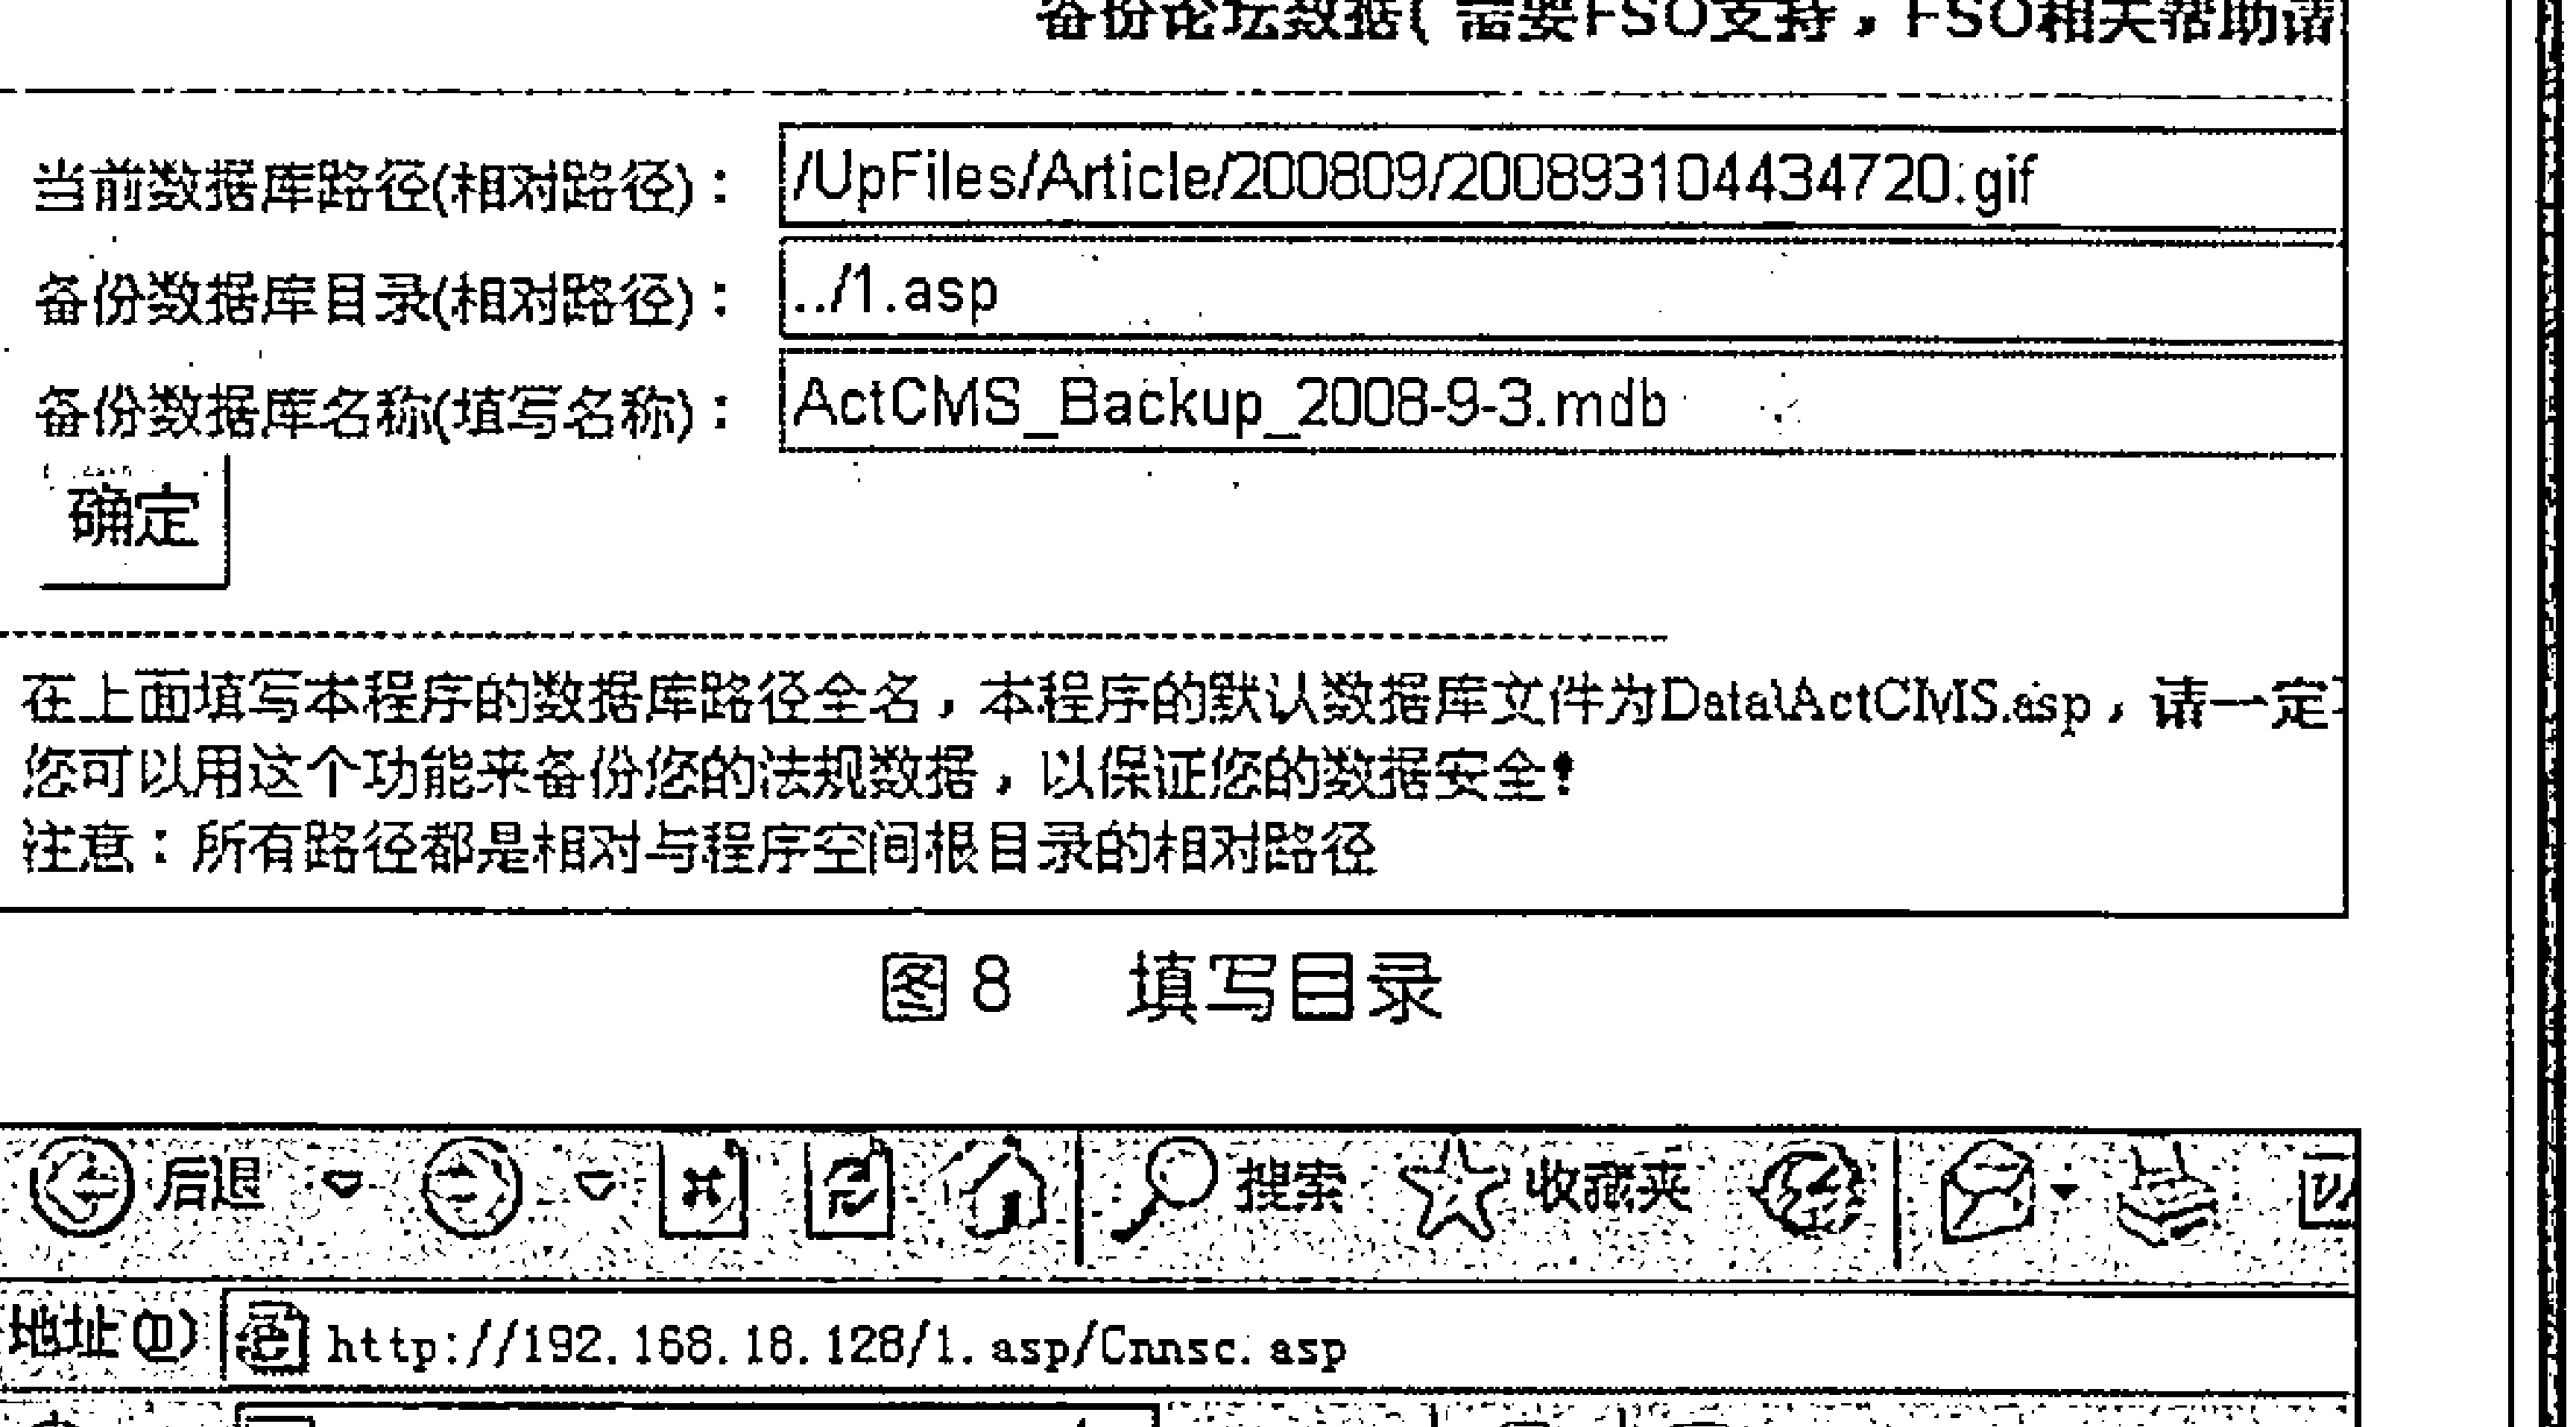 备份论坛数据( 需要FSO支持，FSO相关帮助请
当前数据库路径(相对路径)： /UpFiles/Article/200809/200893104434720.gif
备份数据库目录(相对路径)： ../1.asp
备份数据库名称(填写名称)： ActCMS_Backup_2008-9-3.mdb
确定
在上面填写本程序的数据库路径全名，本程序的默认数据库文件为Data\ActCMS.asp，请一定
您可以用这个功能来备份您的法规数据，以保证您的数据安全！
注意：所有路径都是相对与程序空间根目录的相对路径
图 8 填写目录
后退 搜索 收藏夹
地址(D) http://192.168.18.128/1.asp/Cnnsc.asp